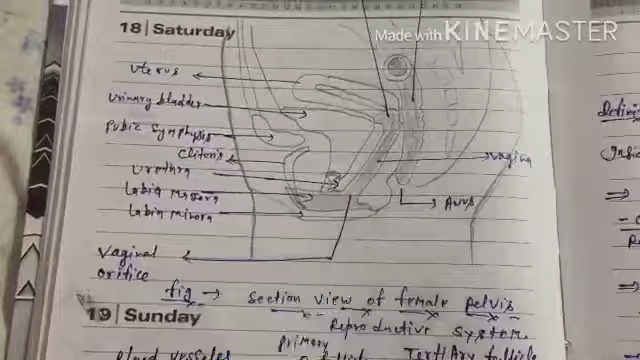 Made with KINEMASTER
18 | Saturday
Uterus
Urinary bladder
Pubic Symphysis
Clitoris
Urethra
Vagina
Labia Majora
Anus
Labia Minora
Vaginal
orifice
fig → Section view of female pelvis
19 | Sunday
Reproductive System
Primary
Blood vessels
Tertiary follicle